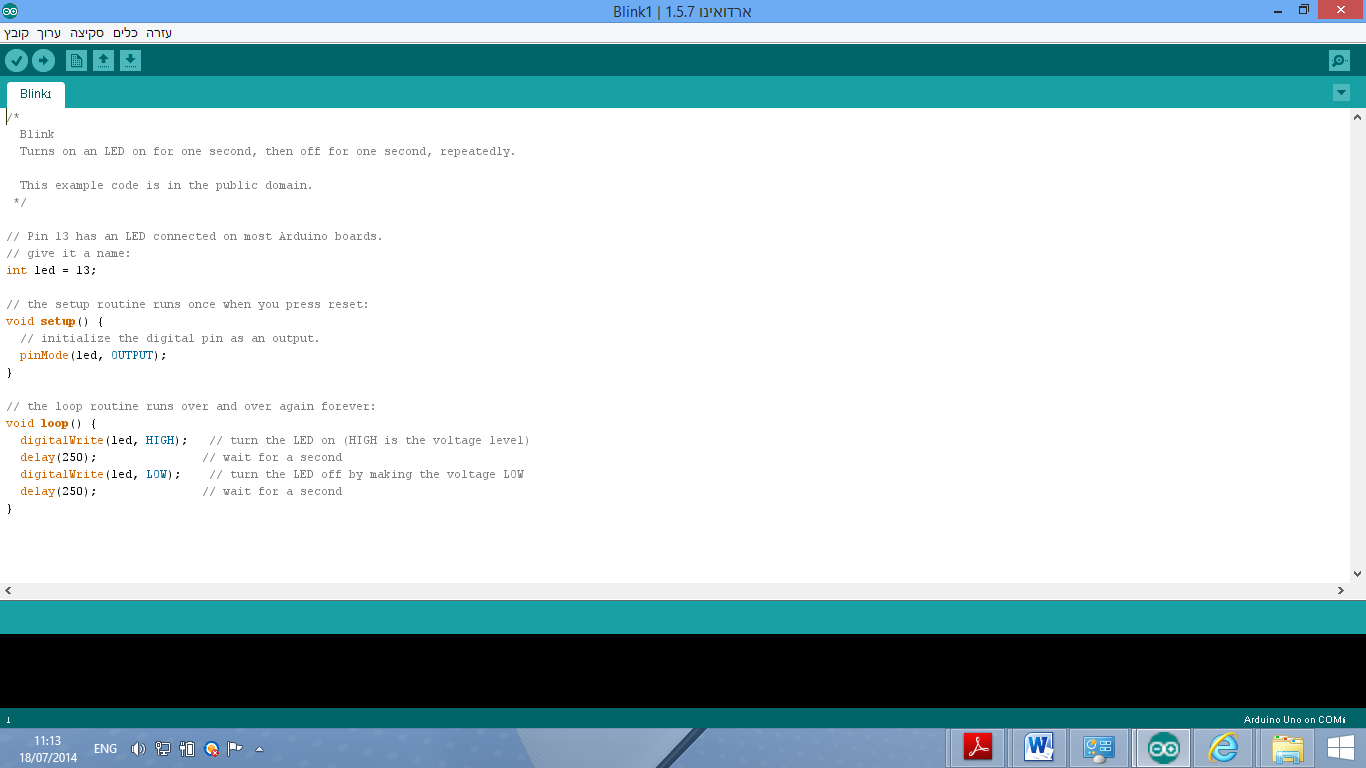 Blink1 | 1.5.7 ארדואינו
קובץ ערוך סקיצה כלים עזרה
Blink1
/*
  Blink
  Turns on an LED on for one second, then off for one second, repeatedly.

  This example code is in the public domain.
 */

// Pin 13 has an LED connected on most Arduino boards.
// give it a name:
int led = 13;

// the setup routine runs once when you press reset:
void setup() {
  // initialize the digital pin as an output.
  pinMode(led, OUTPUT);
}

// the loop routine runs over and over again forever:
void loop() {
  digitalWrite(led, HIGH);   // turn the LED on (HIGH is the voltage level)
  delay(250);               // wait for a second
  digitalWrite(led, LOW);    // turn the LED off by making the voltage LOW
  delay(250);               // wait for a second
}
1
Arduino Uno on COM1
11:13
18/07/2014
ENG